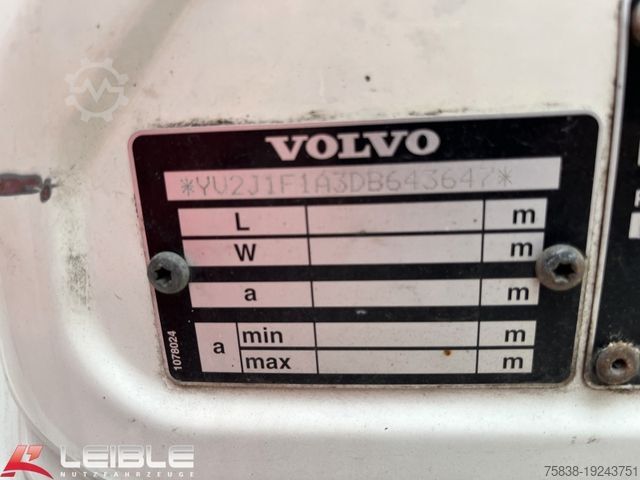 VOLVO
*YV2J1F1A3DB643647*
L m
W m
a m
a min m
max m
1078024
LEIBLE
NUTZFAHRZEUGE
75838-19243751